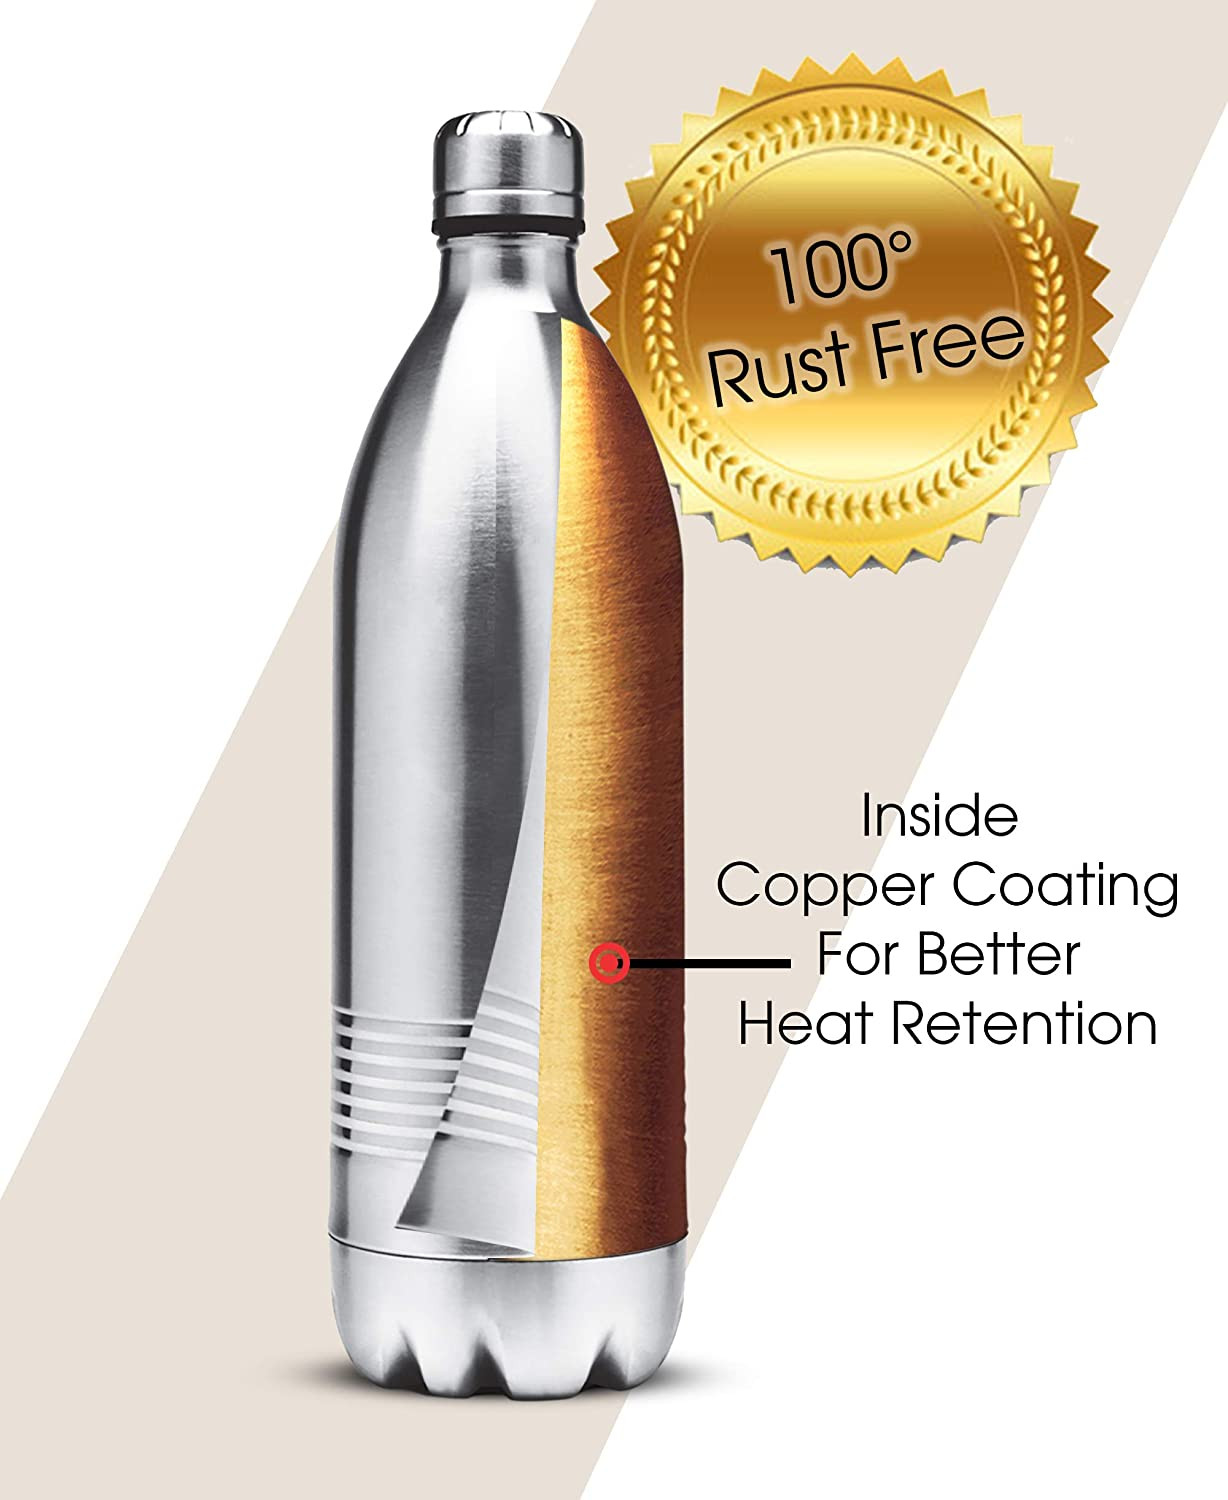 100°
Rust Free
Inside
Copper Coating
For Better
Heat Retention